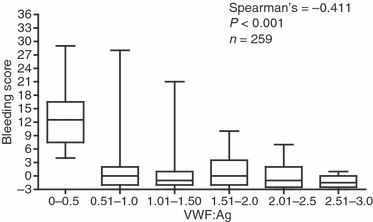 Spearman's = –0.411
P < 0.001
n = 259
Bleeding score
36
33
30
27
24
21
18
15
12
9
6
3
0
–3
0–0.5 0.51–1.0 1.01–1.50 1.51–2.0 2.01–2.5 2.51–3.0
VWF:Ag